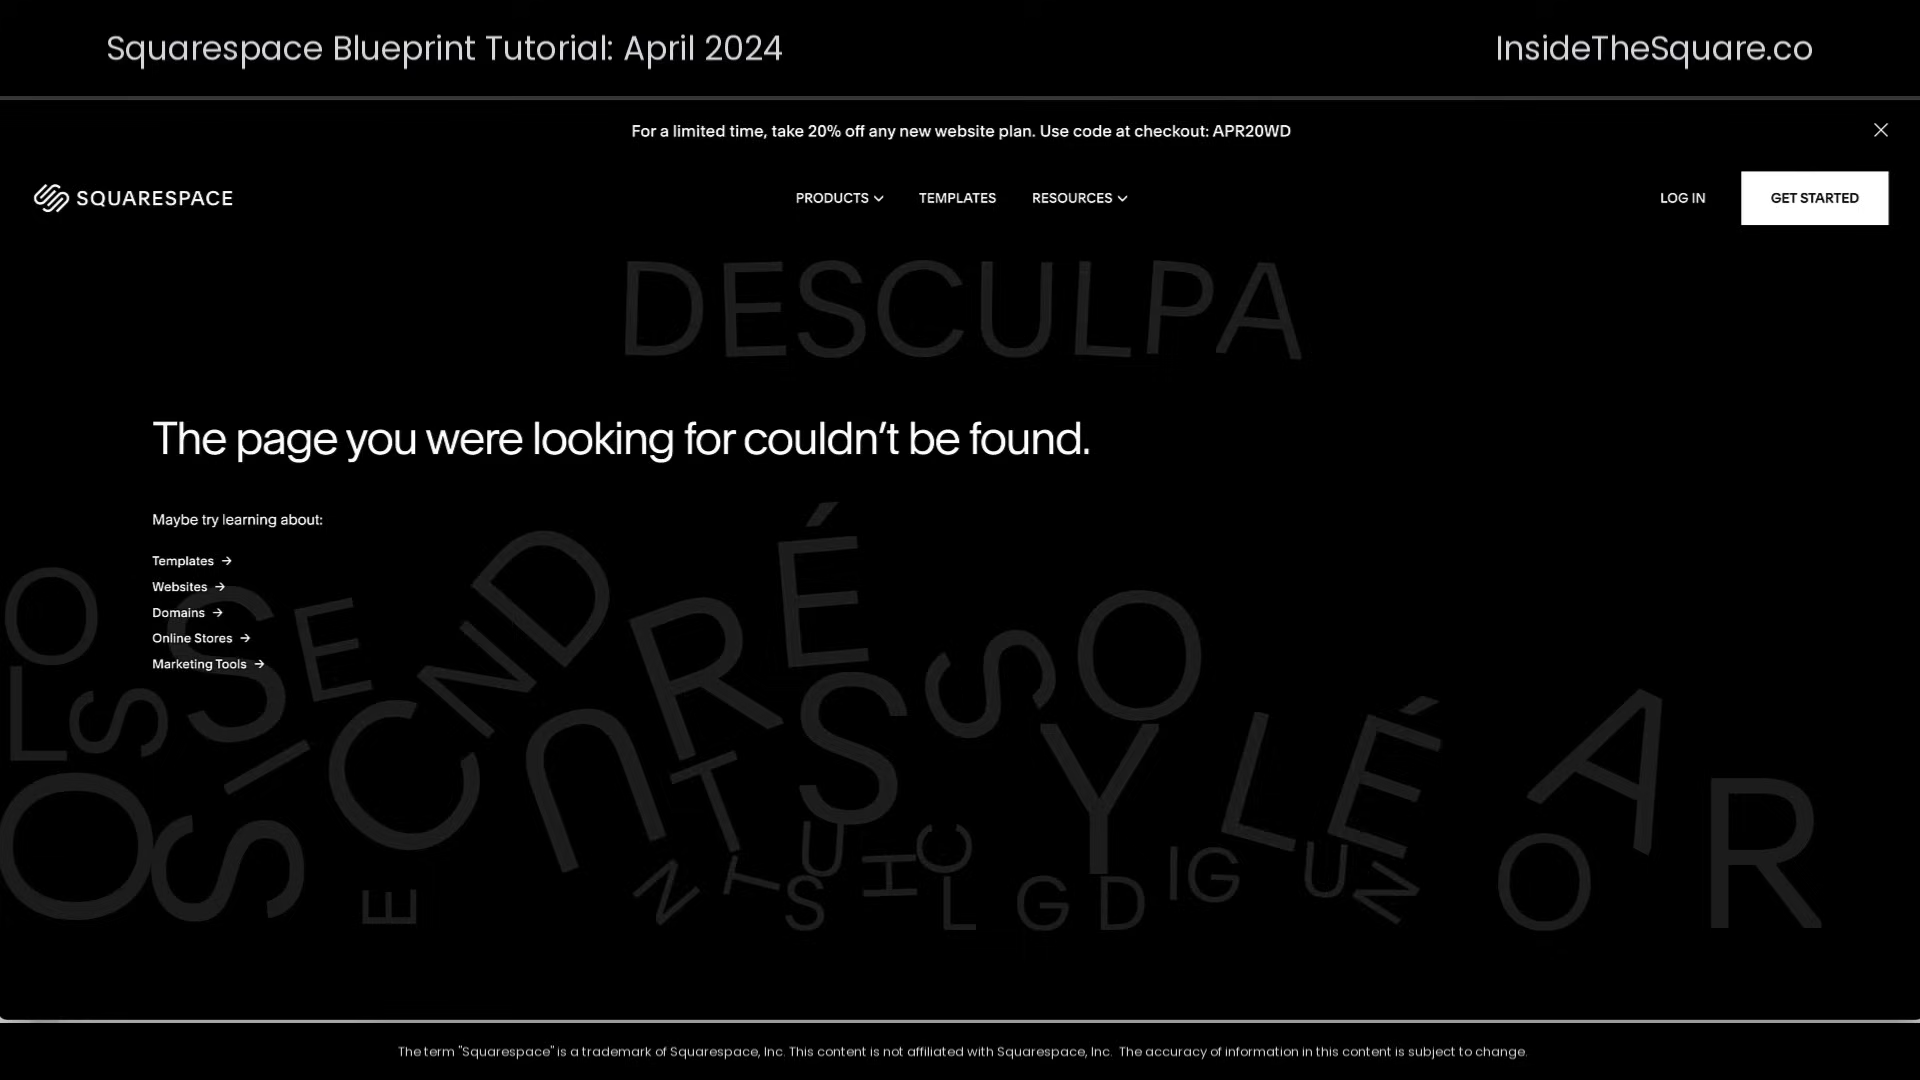 Squarespace Blueprint Tutorial: April 2024
InsideTheSquare.co
For a limited time, take 20% off any new website plan. Use code at checkout: APR20WD
SQUARESPACE
PRODUCTS
TEMPLATES
RESOURCES
LOG IN
GET STARTED
DESCULPA
The page you were looking for couldn’t be found.
Maybe try learning about:
Templates →
Websites →
Domains →
Online Stores →
Marketing Tools →
The term "Squarespace" is a trademark of Squarespace, Inc. This content is not affiliated with Squarespace, Inc. The accuracy of information in this content is subject to change.